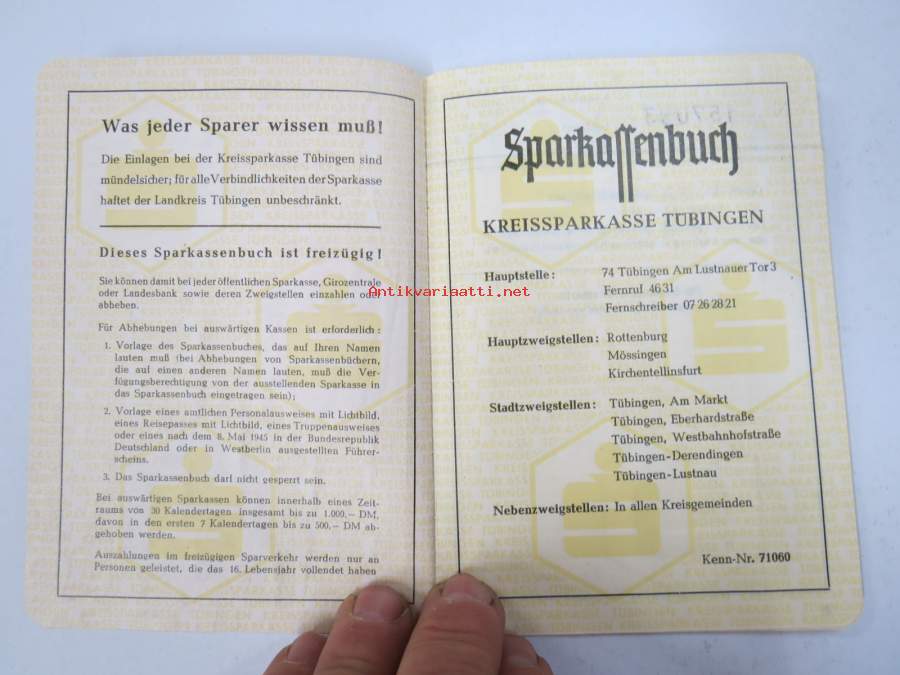 Was jeder Sparer wissen muß!
Die Einlagen bei der Kreissparkasse Tübingen sind
mündelsicher; für alle Verbindlichkeiten der Sparkasse
haftet der Landkreis Tübingen unbeschränkt.
Dieses Sparkassenbuch ist freizügig!
Sie können damit bei jeder öffentlichen Sparkasse, Girozentrale
oder Landesbank sowie deren Zweigstellen einzahlen oder
abheben.
Für Abhebungen bei auswärtigen Kassen ist erforderlich:
1. Vorlage des Sparkassenbuches, das auf Ihren Namen
lauten muß (bei Abhebungen von Sparkassenbüchern,
die auf einen anderen Namen lauten, muß die Ver-
fügungsberechtigung von der ausstellenden Sparkasse in
das Sparkassenbuch eingetragen sein);
2. Vorlage eines amtlichen Personalausweises mit Lichtbild,
eines Reisepasses mit Lichtbild, eines Truppenausweises
oder eines nach dem 8. Mai 1945 in der Bundesrepublik
Deutschland oder in Westberlin ausgestellten Führer-
scheins.
3. Das Sparkassenbuch darf nicht gesperrt sein.
Bei auswärtigen Sparkassen können innerhalb eines Zeit-
raums von 30 Kalendertagen insgesamt bis zu 1.000,– DM,
davon in den ersten 7 Kalendertagen bis zu 500,– DM ab-
gehoben werden.
Auszahlungen im freizügigen Sparverkehr werden nur an
Personen geleistet, die das 16. Lebensjahr vollendet haben
Sparkassenbuch
KREISSPARKASSE TÜBINGEN
Hauptstelle: 74 Tübingen Am Lustnauer Tor 3
Fernruf 46 31
Fernschreiber 07 26 28 21
Hauptzweigstellen: Rottenburg
Mössingen
Kirchentellinsfurt
Stadtzweigstellen: Tübingen, Am Markt
Tübingen, Eberhardstraße
Tübingen, Westbahnhofstraße
Tübingen-Derendingen
Tübingen-Lustnau
Nebenzweigstellen: In allen Kreisgemeinden
Kenn-Nr. 71060
Antikvariaatti.net